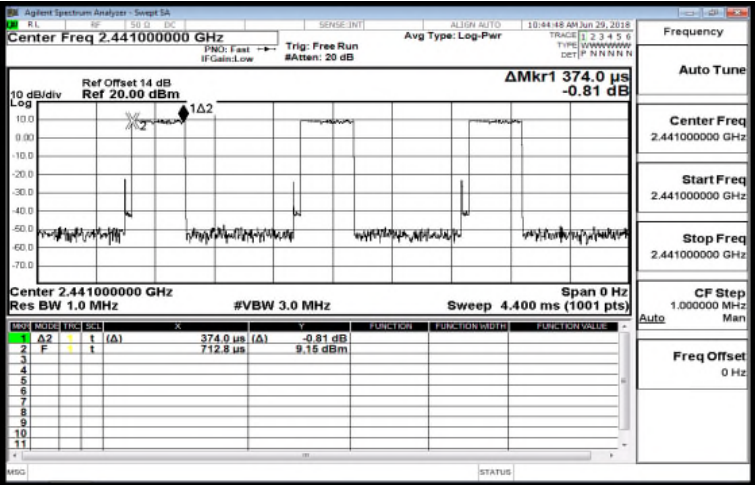 Agilent Spectrum Analyzer - Swept SA
RL RF 50 Ω DC SENSE:INT ALIGN AUTO 10:44:48 AM Jun 29, 2018
Center Freq 2.441000000 GHz
PNO: Fast
IFGain:Low
Trig: Free Run
#Atten: 20 dB
Avg Type: Log-Pwr
TRACE 1 2 3 4 5 6
TYPE WWWWWW
DET P N N N N N
Ref Offset 14 dB
10 dB/div Ref 20.00 dBm
ΔMkr1 374.0 µs
-0.81 dB
Log
10.0
0.00
-10.0
-20.0
-30.0
-40.0
-50.0
-60.0
-70.0
2
1Δ2
Center 2.441000000 GHz Span 0 Hz
Res BW 1.0 MHz #VBW 3.0 MHz Sweep 4.400 ms (1001 pts)
MKR MODE TRC SCL X Y FUNCTION FUNCTION WIDTH FUNCTION VALUE
1 Δ2 1 t (Δ) 374.0 µs (Δ) -0.81 dB
2 F 1 t 712.8 µs 9.15 dBm
3
4
5
6
7
8
9
10
11
MSG STATUS
Frequency
Auto Tune
Center Freq
2.441000000 GHz
Start Freq
2.441000000 GHz
Stop Freq
2.441000000 GHz
CF Step
1.000000 MHz
Auto Man
Freq Offset
0 Hz